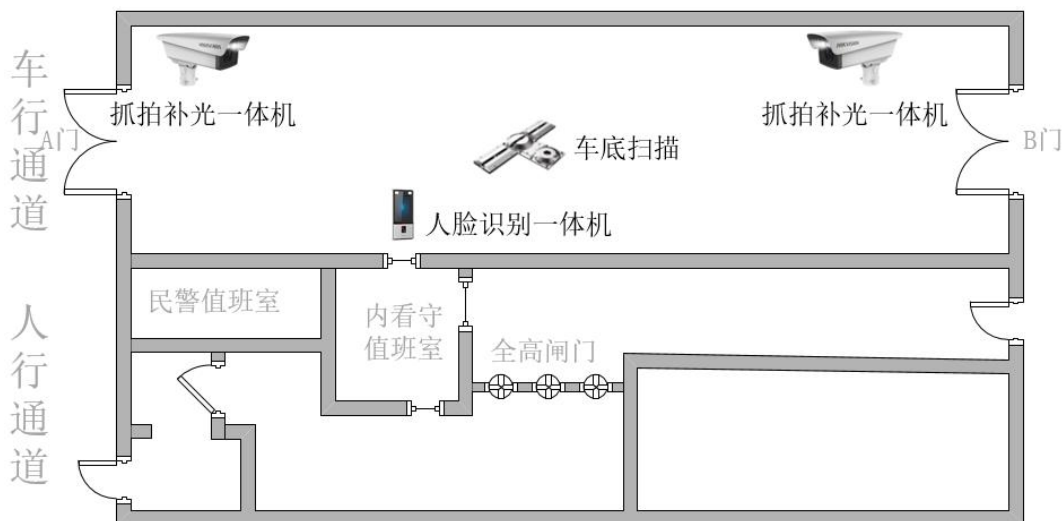 车行通道
抓拍补光一体机
抓拍补光一体机
A门
B门
车底扫描
人脸识别一体机
人行通道
民警值班室
内看守
值班室
全高闸门